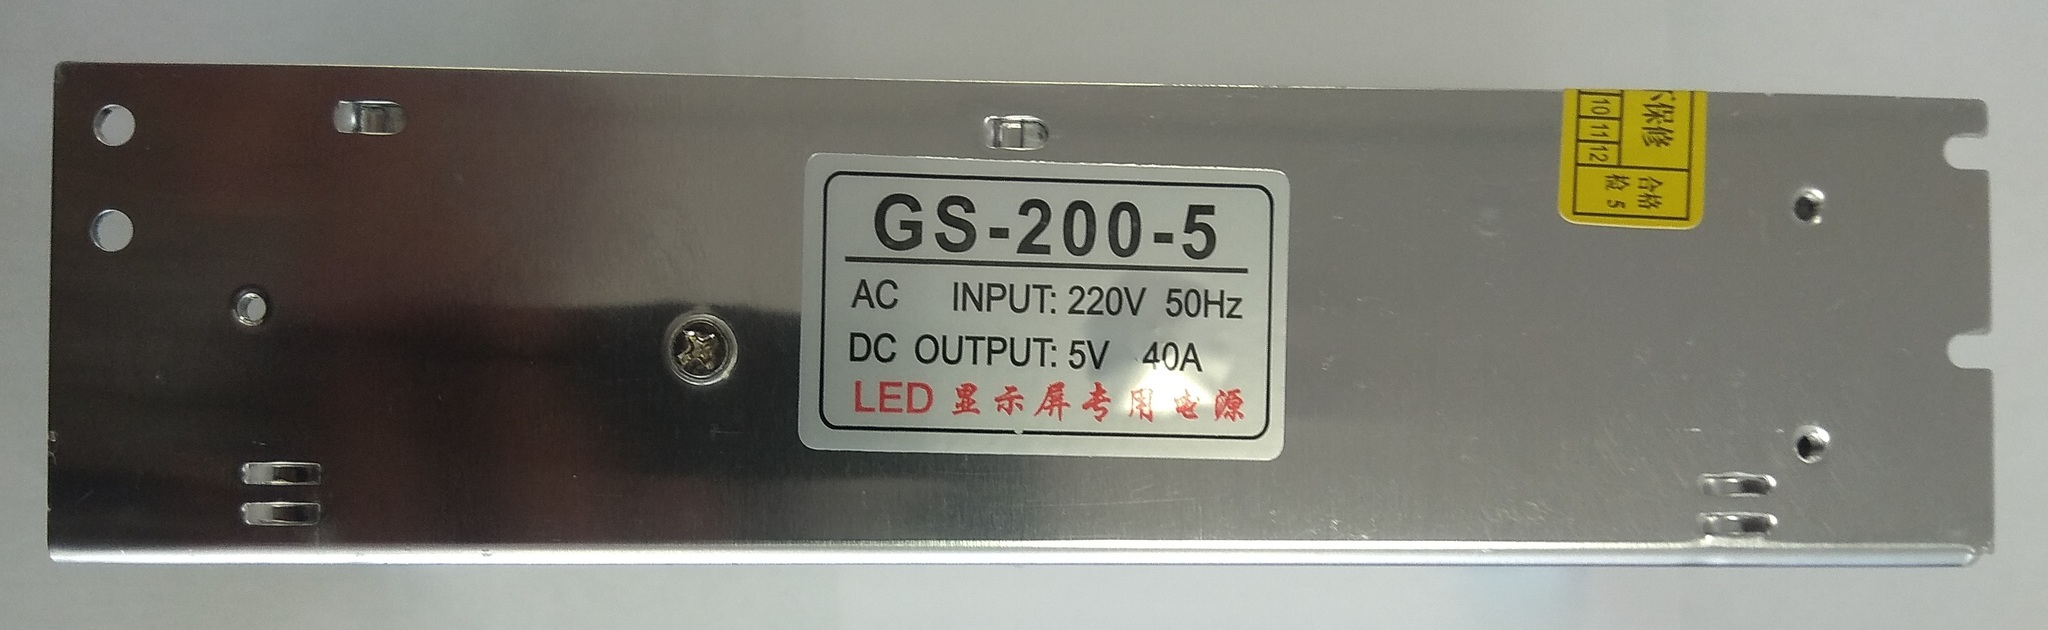 GS-200-5
AC INPUT: 220V 50Hz
DC OUTPUT: 5V 40A
LED 显示屏专用电源
保修
10 11 12
合格
检 5